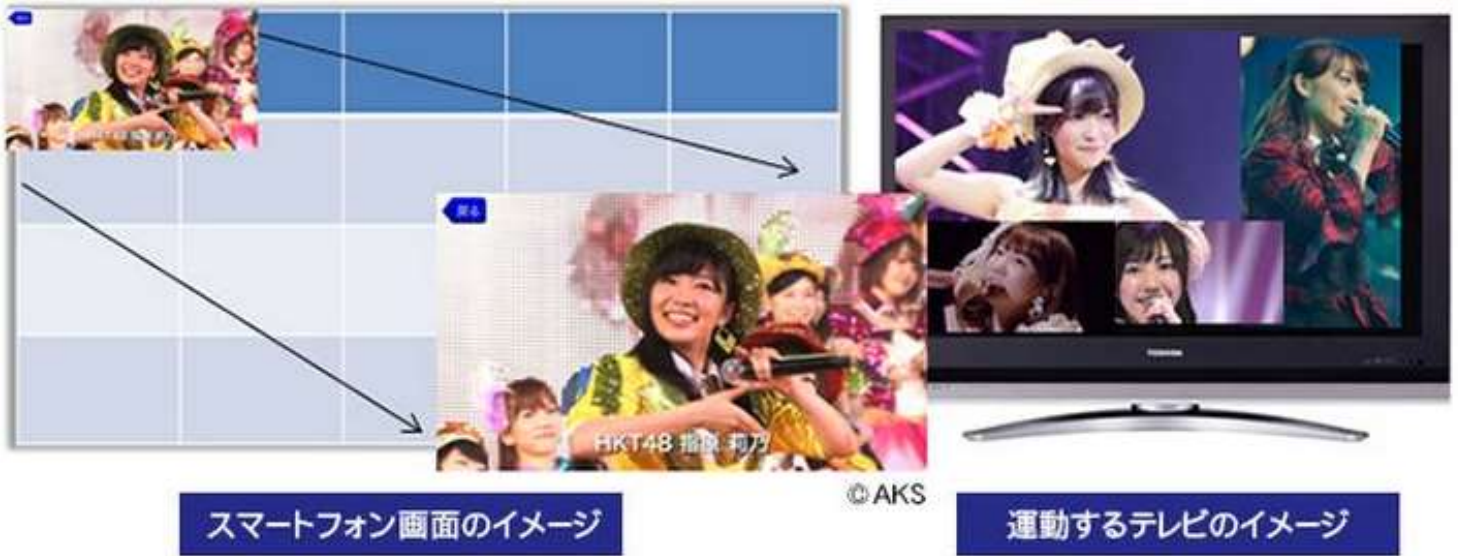 戻る
HKT48 指原 莉乃
©AKS
TOSHIBA
スマートフォン画面のイメージ
運動するテレビのイメージ